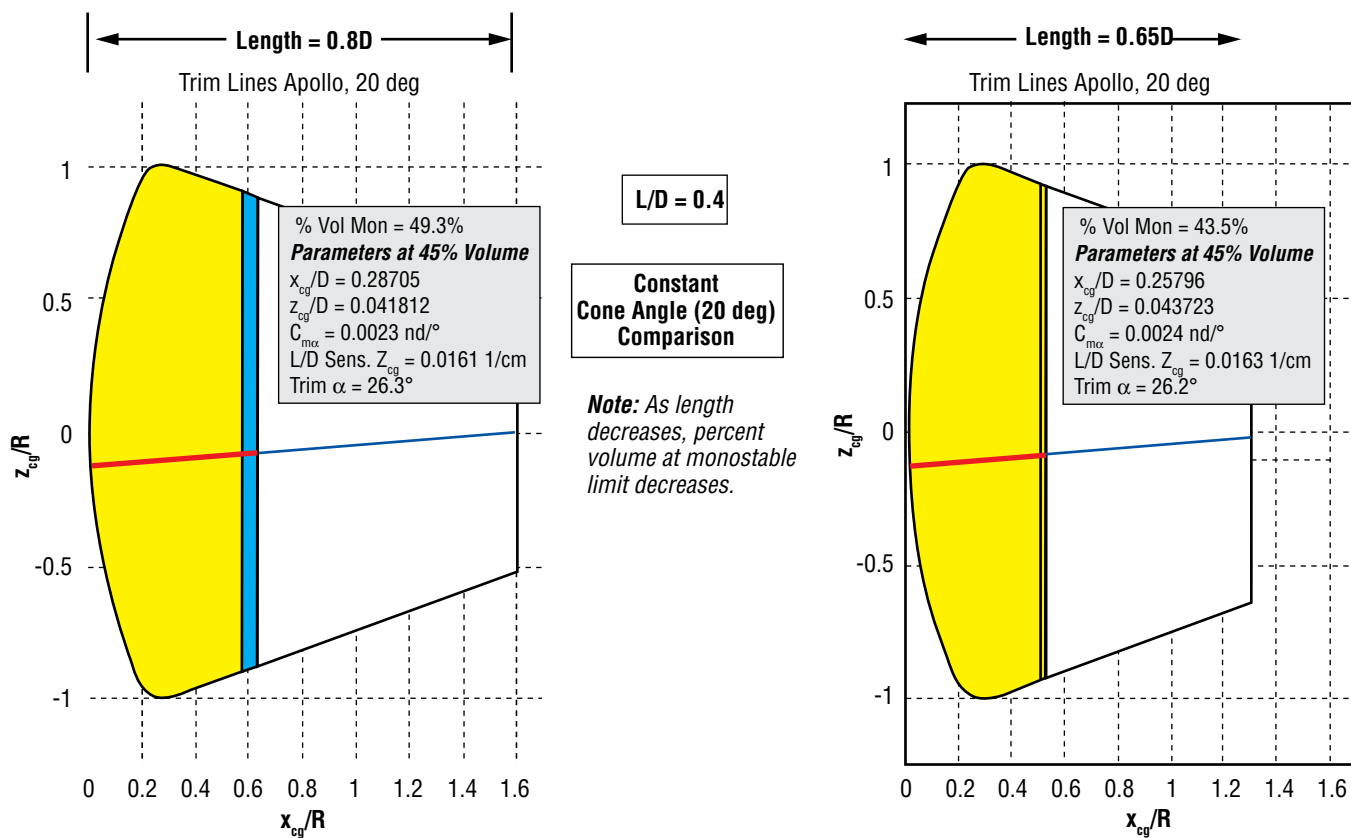 Length = 0.8D
Trim Lines Apollo, 20 deg
1
0.5
0
-0.5
-1
z_cg/R
% Vol Mon = 49.3%
Parameters at 45% Volume
x_cg/D = 0.28705
z_cg/D = 0.041812
C_mα = 0.0023 nd/°
L/D Sens. Z_cg = 0.0161 1/cm
Trim α = 26.3°
0 0.2 0.4 0.6 0.8 1 1.2 1.4 1.6
x_cg/R
L/D = 0.4
Constant
Cone Angle (20 deg)
Comparison
Note: As length
decreases, percent
volume at monostable
limit decreases.
Length = 0.65D
Trim Lines Apollo, 20 deg
1
0.5
0
-0.5
-1
z_cg/R
% Vol Mon = 43.5%
Parameters at 45% Volume
x_cg/D = 0.25796
z_cg/D = 0.043723
C_mα = 0.0024 nd/°
L/D Sens. Z_cg = 0.0163 1/cm
Trim α = 26.2°
0 0.2 0.4 0.6 0.8 1 1.2 1.4 1.6
x_cg/R